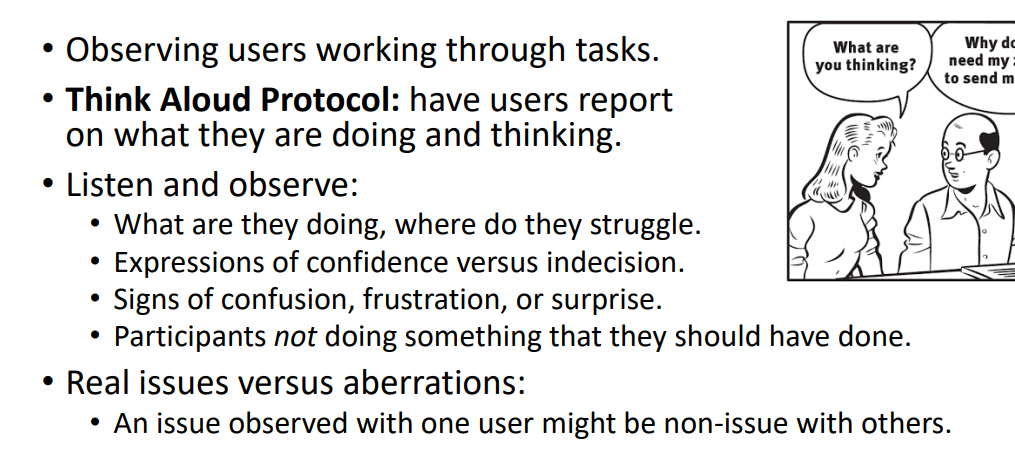 • Observing users working through tasks.
• Think Aloud Protocol: have users report
on what they are doing and thinking.
• Listen and observe:
• What are they doing, where do they struggle.
• Expressions of confidence versus indecision.
• Signs of confusion, frustration, or surprise.
• Participants not doing something that they should have done.
• Real issues versus aberrations:
• An issue observed with one user might be non-issue with others.
What are
you thinking?
Why do
need my
to send m